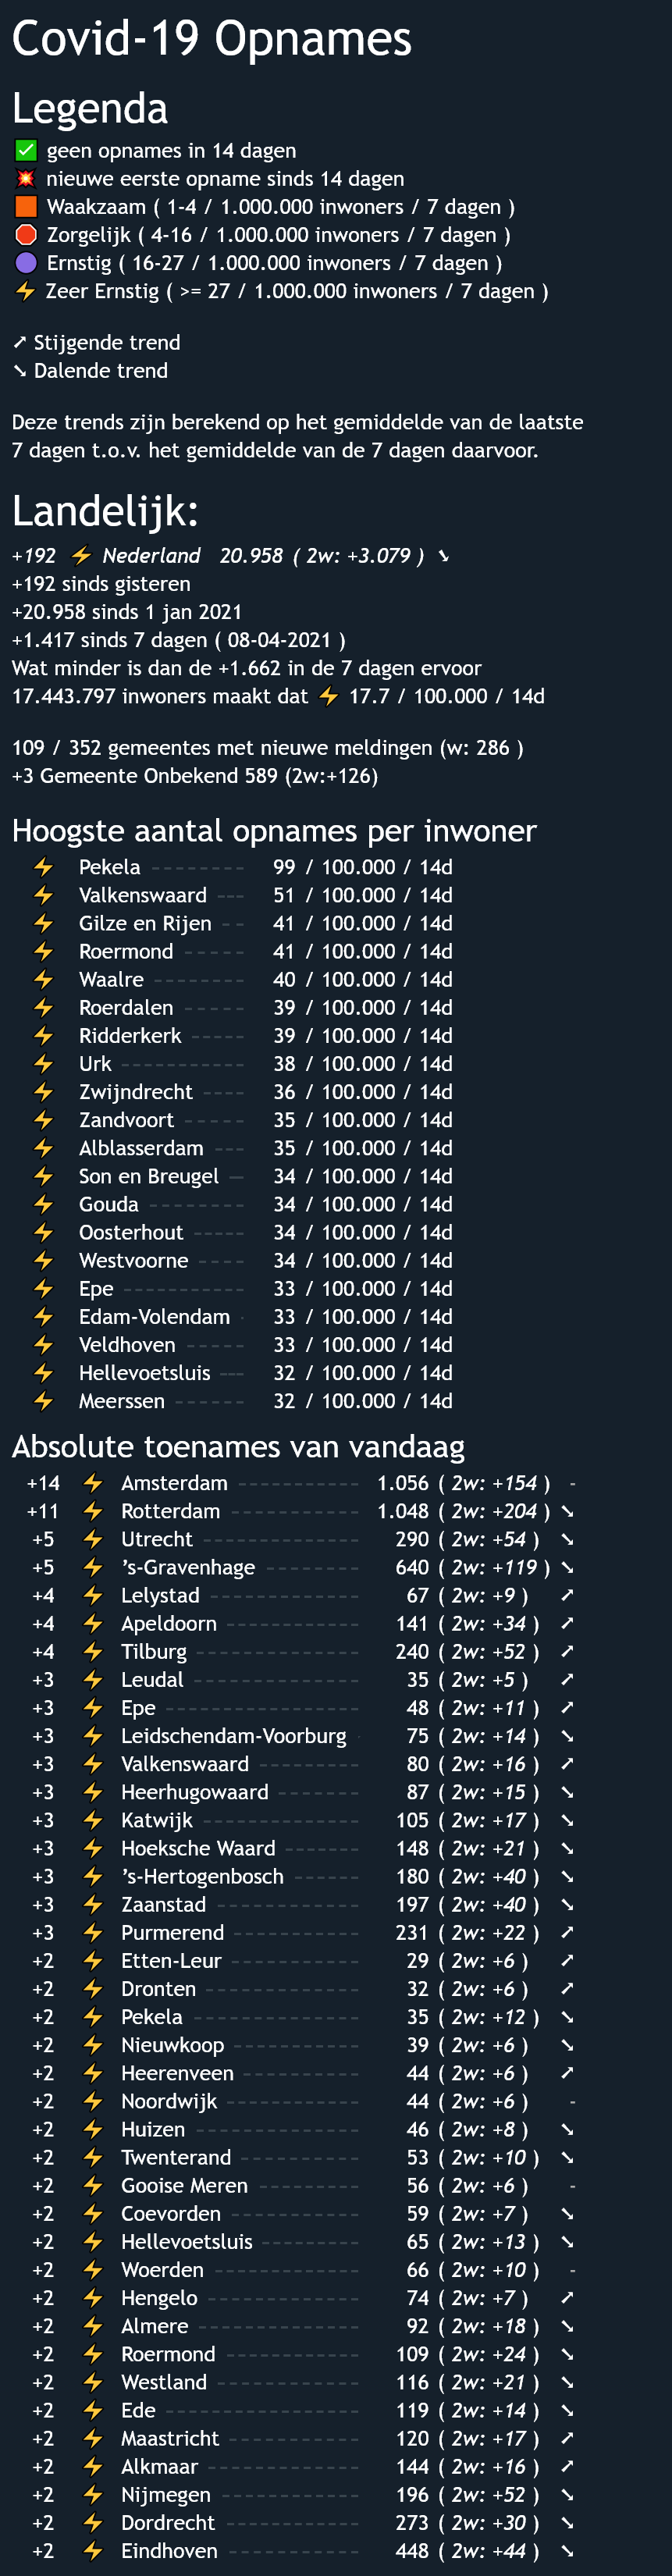 Covid-19 Opnames
Legenda
✅ geen opnames in 14 dagen
💥 nieuwe eerste opname sinds 14 dagen
🟧 Waakzaam ( 1-4 / 1.000.000 inwoners / 7 dagen )
🛑 Zorgelijk ( 4-16 / 1.000.000 inwoners / 7 dagen )
🟣 Ernstig ( 16-27 / 1.000.000 inwoners / 7 dagen )
⚡ Zeer Ernstig ( >= 27 / 1.000.000 inwoners / 7 dagen )
➚ Stijgende trend
➘ Dalende trend
Deze trends zijn berekend op het gemiddelde van de laatste
7 dagen t.o.v. het gemiddelde van de 7 dagen daarvoor.
Landelijk:
+192 ⚡ Nederland 20.958 ( 2w: +3.079 ) ➘
+192 sinds gisteren
+20.958 sinds 1 jan 2021
+1.417 sinds 7 dagen ( 08-04-2021 )
Wat minder is dan de +1.662 in de 7 dagen ervoor
17.443.797 inwoners maakt dat ⚡ 17.7 / 100.000 / 14d
109 / 352 gemeentes met nieuwe meldingen (w: 286 )
+3 Gemeente Onbekend 589 (2w:+126)
Hoogste aantal opnames per inwoner
⚡ Pekela 99 / 100.000 / 14d
⚡ Valkenswaard 51 / 100.000 / 14d
⚡ Gilze en Rijen 41 / 100.000 / 14d
⚡ Roermond 41 / 100.000 / 14d
⚡ Waalre 40 / 100.000 / 14d
⚡ Roerdalen 39 / 100.000 / 14d
⚡ Ridderkerk 39 / 100.000 / 14d
⚡ Urk 38 / 100.000 / 14d
⚡ Zwijndrecht 36 / 100.000 / 14d
⚡ Zandvoort 35 / 100.000 / 14d
⚡ Alblasserdam 35 / 100.000 / 14d
⚡ Son en Breugel 34 / 100.000 / 14d
⚡ Gouda 34 / 100.000 / 14d
⚡ Oosterhout 34 / 100.000 / 14d
⚡ Westvoorne 34 / 100.000 / 14d
⚡ Epe 33 / 100.000 / 14d
⚡ Edam-Volendam 33 / 100.000 / 14d
⚡ Veldhoven 33 / 100.000 / 14d
⚡ Hellevoetsluis 32 / 100.000 / 14d
⚡ Meerssen 32 / 100.000 / 14d
Absolute toenames van vandaag
+14 ⚡ Amsterdam 1.056 ( 2w: +154 ) -
+11 ⚡ Rotterdam 1.048 ( 2w: +204 ) ➘
+5 ⚡ Utrecht 290 ( 2w: +54 ) ➘
+5 ⚡ 's-Gravenhage 640 ( 2w: +119 ) ➘
+4 ⚡ Lelystad 67 ( 2w: +9 ) ➚
+4 ⚡ Apeldoorn 141 ( 2w: +34 ) ➚
+4 ⚡ Tilburg 240 ( 2w: +52 ) ➚
+3 ⚡ Leudal 35 ( 2w: +5 ) ➚
+3 ⚡ Epe 48 ( 2w: +11 ) ➚
+3 ⚡ Leidschendam-Voorburg 75 ( 2w: +14 ) ➘
+3 ⚡ Valkenswaard 80 ( 2w: +16 ) ➚
+3 ⚡ Heerhugowaard 87 ( 2w: +15 ) ➘
+3 ⚡ Katwijk 105 ( 2w: +17 ) ➘
+3 ⚡ Hoeksche Waard 148 ( 2w: +21 ) ➘
+3 ⚡ 's-Hertogenbosch 180 ( 2w: +40 ) ➘
+3 ⚡ Zaanstad 197 ( 2w: +40 ) ➘
+3 ⚡ Purmerend 231 ( 2w: +22 ) ➚
+2 ⚡ Etten-Leur 29 ( 2w: +6 ) ➚
+2 ⚡ Dronten 32 ( 2w: +6 ) ➚
+2 ⚡ Pekela 35 ( 2w: +12 ) ➘
+2 ⚡ Nieuwkoop 39 ( 2w: +6 ) ➘
+2 ⚡ Heerenveen 44 ( 2w: +6 ) ➚
+2 ⚡ Noordwijk 44 ( 2w: +6 ) -
+2 ⚡ Huizen 46 ( 2w: +8 ) ➘
+2 ⚡ Twenterand 53 ( 2w: +10 ) ➘
+2 ⚡ Gooise Meren 56 ( 2w: +6 ) -
+2 ⚡ Coevorden 59 ( 2w: +7 ) ➘
+2 ⚡ Hellevoetsluis 65 ( 2w: +13 ) ➘
+2 ⚡ Woerden 66 ( 2w: +10 ) -
+2 ⚡ Hengelo 74 ( 2w: +7 ) ➚
+2 ⚡ Almere 92 ( 2w: +18 ) ➘
+2 ⚡ Roermond 109 ( 2w: +24 ) ➘
+2 ⚡ Westland 116 ( 2w: +21 ) ➘
+2 ⚡ Ede 119 ( 2w: +14 ) ➘
+2 ⚡ Maastricht 120 ( 2w: +17 ) ➚
+2 ⚡ Alkmaar 144 ( 2w: +16 ) ➚
+2 ⚡ Nijmegen 196 ( 2w: +52 ) ➘
+2 ⚡ Dordrecht 273 ( 2w: +30 ) ➘
+2 ⚡ Eindhoven 448 ( 2w: +44 ) ➘